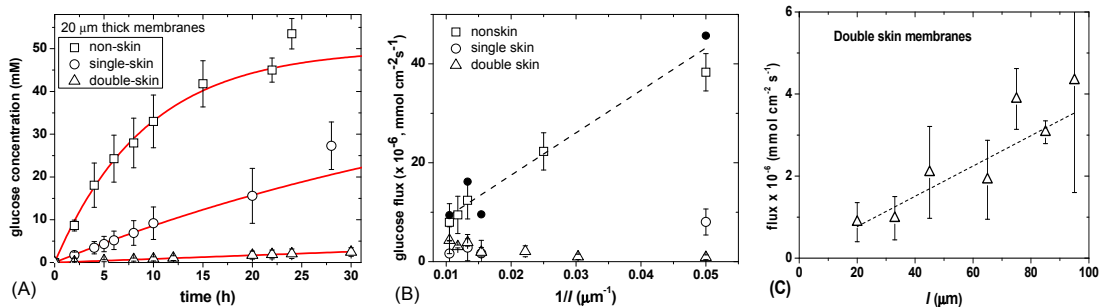 20 μm thick membranes
non-skin
single-skin
double-skin
glucose concentration (mM)
50
40
30
20
10
0
0 5 10 15 20 25 30
time (h)
(A)
nonskin
single skin
double skin
glucose flux (x 10-6, mmol cm-2s-1)
40
20
0
0.01 0.02 0.03 0.04 0.05
1/l (μm-1)
(B)
Double skin membranes
flux x 10-6 (mmol cm-2 s-1)
6
4
2
0
0 20 40 60 80 100
l (μm)
(C)